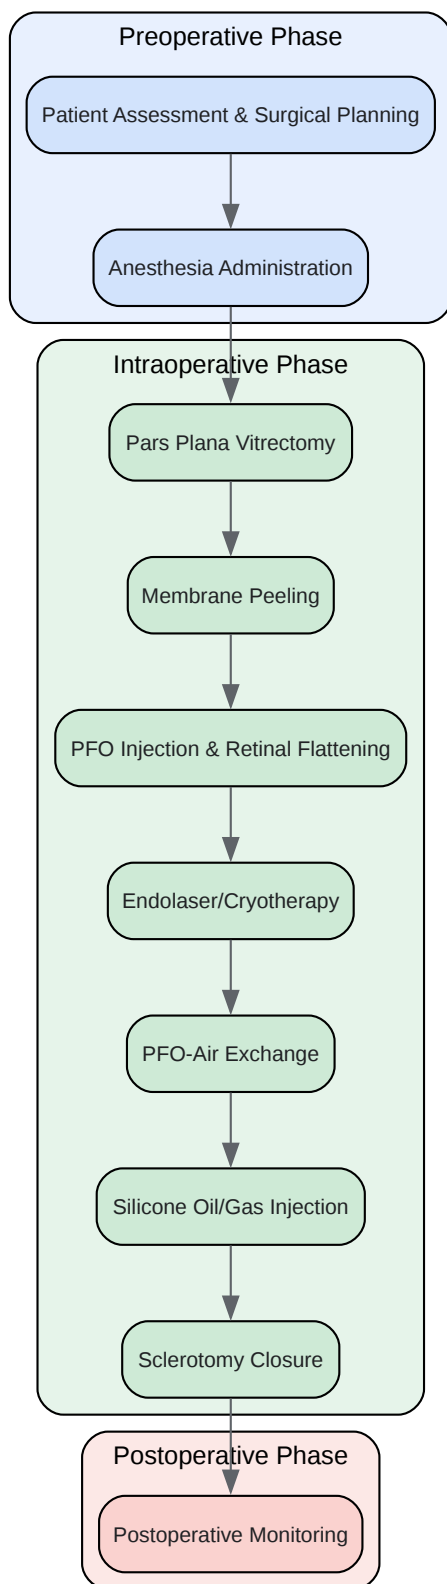 Preoperative Phase
Patient Assessment & Surgical Planning
Anesthesia Administration
Intraoperative Phase
Pars Plana Vitrectomy
Membrane Peeling
PFO Injection & Retinal Flattening
Endolaser/Cryotherapy
PFO-Air Exchange
Silicone Oil/Gas Injection
Sclerotomy Closure
Postoperative Phase
Postoperative Monitoring